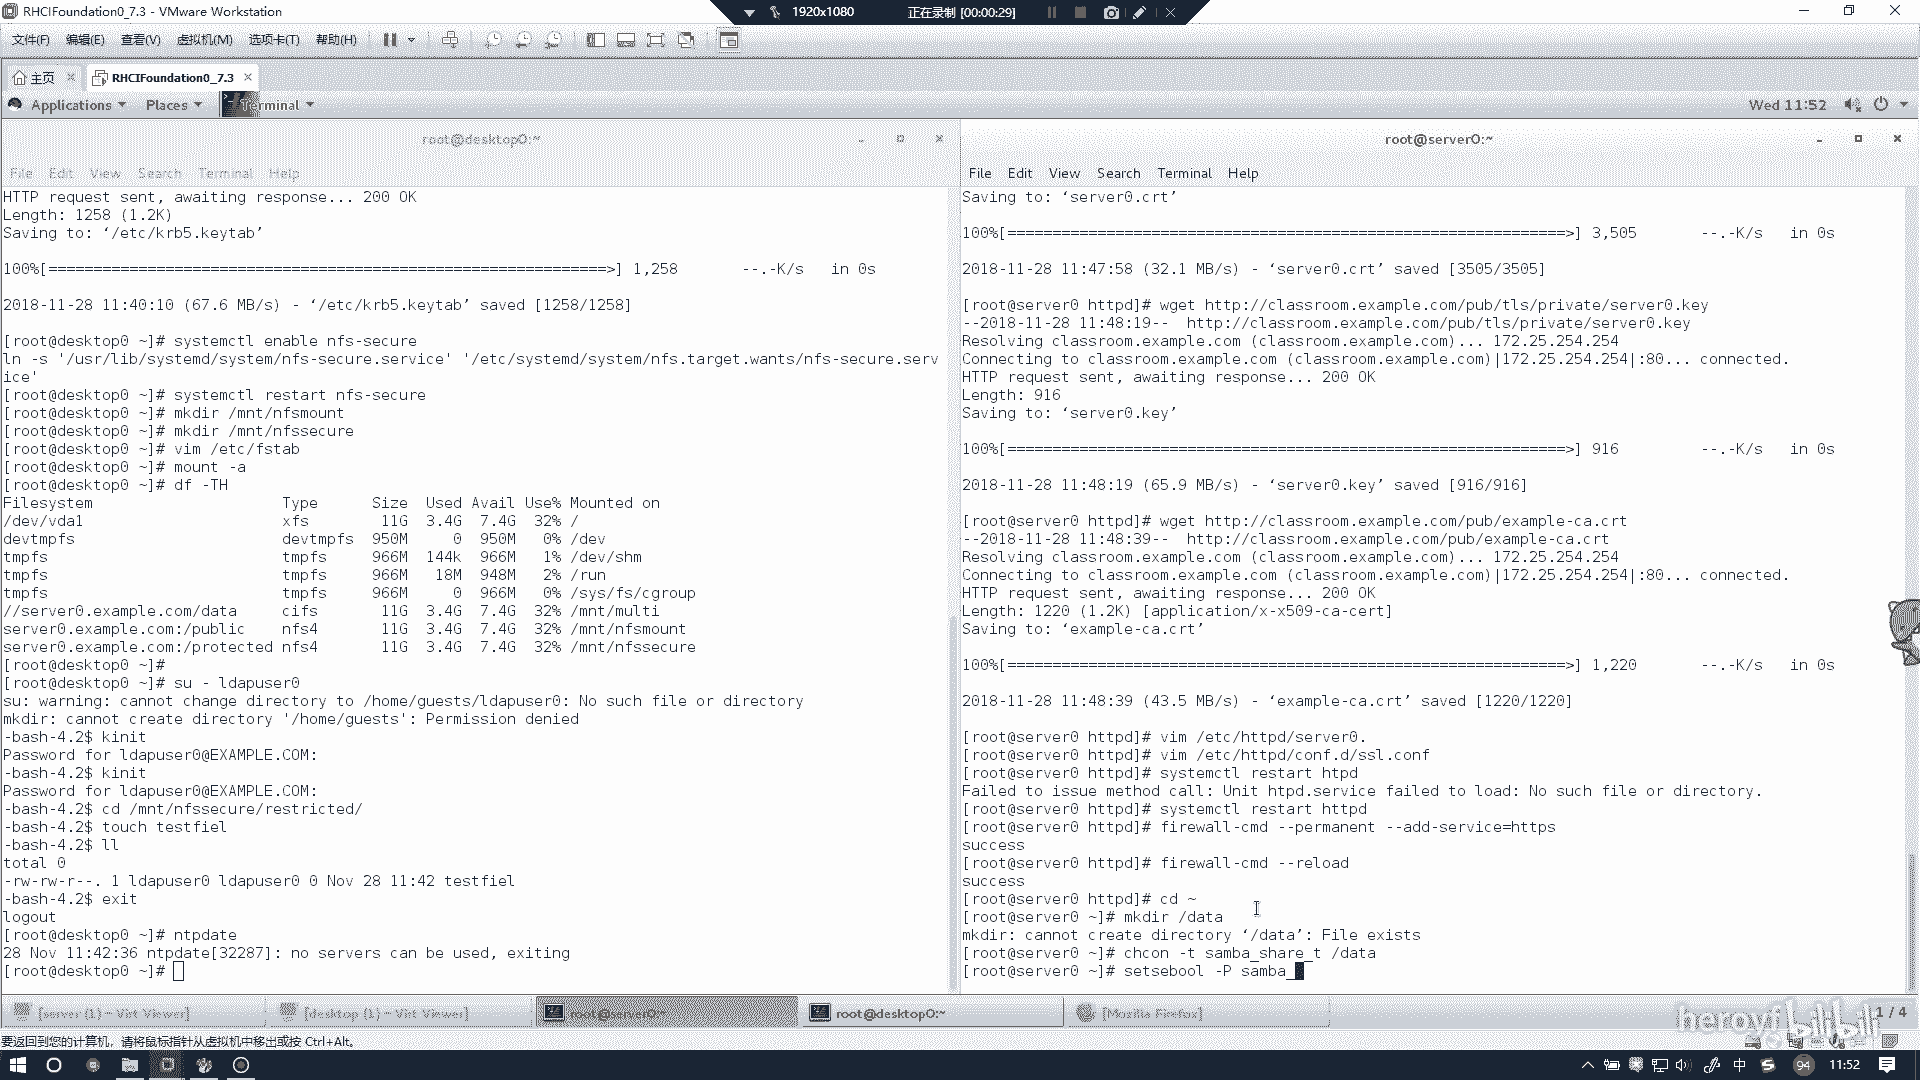 RHCIFoundation0_7.3 - VMware Workstation
1920x1080
正在录制 [00:00:29]
文件(F) 编辑(E) 查看(V) 虚拟机(M) 选项卡(T) 帮助(H)
主页
RHCIFoundation0_7.3
Applications Places Terminal
Wed 11:52
root@desktop0:~
File Edit View Search Terminal Help
HTTP request sent, awaiting response... 200 OK
Length: 1258 (1.2K)
Saving to: ‘/etc/krb5.keytab’
100%[==============================================================>] 1,258       --.-K/s   in 0s
2018-11-28 11:40:10 (67.6 MB/s) - ‘/etc/krb5.keytab’ saved [1258/1258]
[root@desktop0 ~]# systemctl enable nfs-secure
ln -s '/usr/lib/systemd/system/nfs-secure.service' '/etc/systemd/system/nfs.target.wants/nfs-secure.serv
ice'
[root@desktop0 ~]# systemctl restart nfs-secure
[root@desktop0 ~]# mkdir /mnt/nfsmount
[root@desktop0 ~]# mkdir /mnt/nfssecure
[root@desktop0 ~]# vim /etc/fstab
[root@desktop0 ~]# mount -a
[root@desktop0 ~]# df -TH
Filesystem                     Type      Size  Used Avail Use% Mounted on
/dev/vda1                      xfs        11G  3.4G  7.4G  32% /
devtmpfs                       devtmpfs  950M     0  950M   0% /dev
tmpfs                          tmpfs     966M  144k  966M   1% /dev/shm
tmpfs                          tmpfs     966M   18M  948M   2% /run
tmpfs                          tmpfs     966M     0  966M   0% /sys/fs/cgroup
//server0.example.com/data     cifs       11G  3.4G  7.4G  32% /mnt/multi
server0.example.com:/public    nfs4       11G  3.4G  7.4G  32% /mnt/nfsmount
server0.example.com:/protected nfs4       11G  3.4G  7.4G  32% /mnt/nfssecure
[root@desktop0 ~]#
[root@desktop0 ~]# su - ldapuser0
su: warning: cannot change directory to /home/guests/ldapuser0: No such file or directory
mkdir: cannot create directory '/home/guests': Permission denied
-bash-4.2$ kinit
Password for ldapuser0@EXAMPLE.COM:
-bash-4.2$ kinit
Password for ldapuser0@EXAMPLE.COM:
-bash-4.2$ cd /mnt/nfssecure/restricted/
-bash-4.2$ touch testfiel
-bash-4.2$ ll
total 0
-rw-rw-r--. 1 ldapuser0 ldapuser0 0 Nov 28 11:42 testfiel
-bash-4.2$ exit
logout
[root@desktop0 ~]# ntpdate
28 Nov 11:42:36 ntpdate[32287]: no servers can be used, exiting
[root@desktop0 ~]#
root@server0:~
File Edit View Search Terminal Help
Saving to: ‘server0.crt’
100%[==============================================================>] 3,505       --.-K/s   in 0s
2018-11-28 11:47:58 (32.1 MB/s) - ‘server0.crt’ saved [3505/3505]
[root@server0 httpd]# wget http://classroom.example.com/pub/tls/private/server0.key
--2018-11-28 11:48:19--  http://classroom.example.com/pub/tls/private/server0.key
Resolving classroom.example.com (classroom.example.com)... 172.25.254.254
Connecting to classroom.example.com (classroom.example.com)|172.25.254.254|:80... connected.
HTTP request sent, awaiting response... 200 OK
Length: 916
Saving to: ‘server0.key’
100%[==============================================================>] 916         --.-K/s   in 0s
2018-11-28 11:48:19 (65.9 MB/s) - ‘server0.key’ saved [916/916]
[root@server0 httpd]# wget http://classroom.example.com/pub/example-ca.crt
--2018-11-28 11:48:39--  http://classroom.example.com/pub/example-ca.crt
Resolving classroom.example.com (classroom.example.com)... 172.25.254.254
Connecting to classroom.example.com (classroom.example.com)|172.25.254.254|:80... connected.
HTTP request sent, awaiting response... 200 OK
Length: 1220 (1.2K) [application/x-x509-ca-cert]
Saving to: ‘example-ca.crt’
100%[==============================================================>] 1,220       --.-K/s   in 0s
2018-11-28 11:48:39 (43.5 MB/s) - ‘example-ca.crt’ saved [1220/1220]
[root@server0 httpd]# vim /etc/httpd/server0.
[root@server0 httpd]# vim /etc/httpd/conf.d/ssl.conf
[root@server0 httpd]# systemctl restart htpd
Failed to issue method call: Unit htpd.service failed to load: No such file or directory.
[root@server0 httpd]# systemctl restart httpd
[root@server0 httpd]# firewall-cmd --permanent --add-service=https
success
[root@server0 httpd]# firewall-cmd --reload
success
[root@server0 httpd]# cd ~
[root@server0 ~]# mkdir /data
mkdir: cannot create directory ‘/data’: File exists
[root@server0 ~]# chcon -t samba_share_t /data
[root@server0 ~]# setsebool -P samba_
[server (1) – Virt Viewer]
[desktop (1) – Virt Viewer]
root@server0:~
root@desktop0:~
[Mozilla Firefox]
heroyf bilibili
1 / 4
要返回到您的计算机，请将鼠标指针从虚拟机中移出或按 Ctrl+Alt。
中
94
11:52